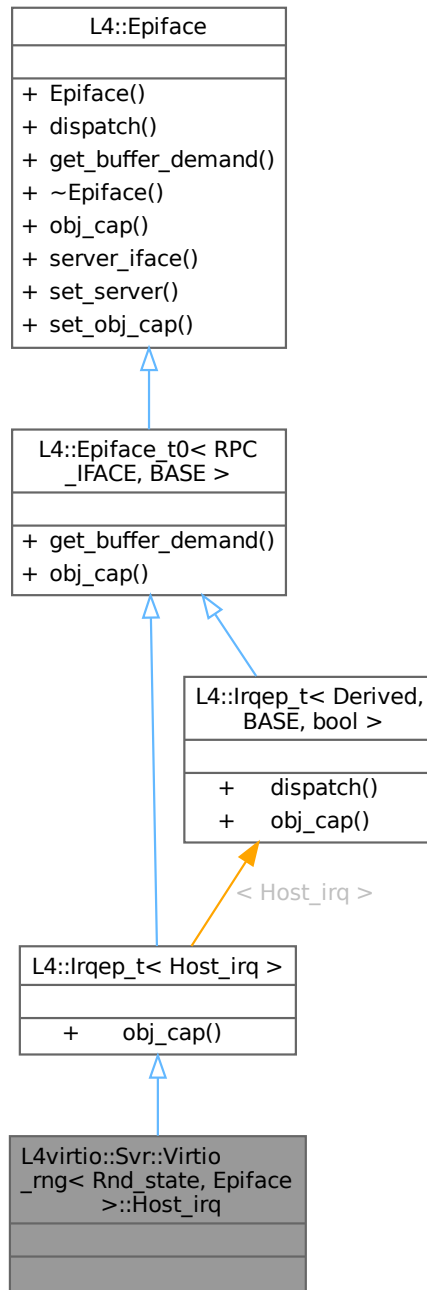 L4::Epiface
+ Epiface()
+ dispatch()
+ get_buffer_demand()
+ ~Epiface()
+ obj_cap()
+ server_iface()
+ set_server()
+ set_obj_cap()
L4::Epiface_t0< RPC
_IFACE, BASE >
+ get_buffer_demand()
+ obj_cap()
L4::Irqep_t< Derived,
BASE, bool >
+ dispatch()
+ obj_cap()
< Host_irq >
L4::Irqep_t< Host_irq >
+ obj_cap()
L4virtio::Svr::Virtio
_rng< Rnd_state, Epiface
>::Host_irq